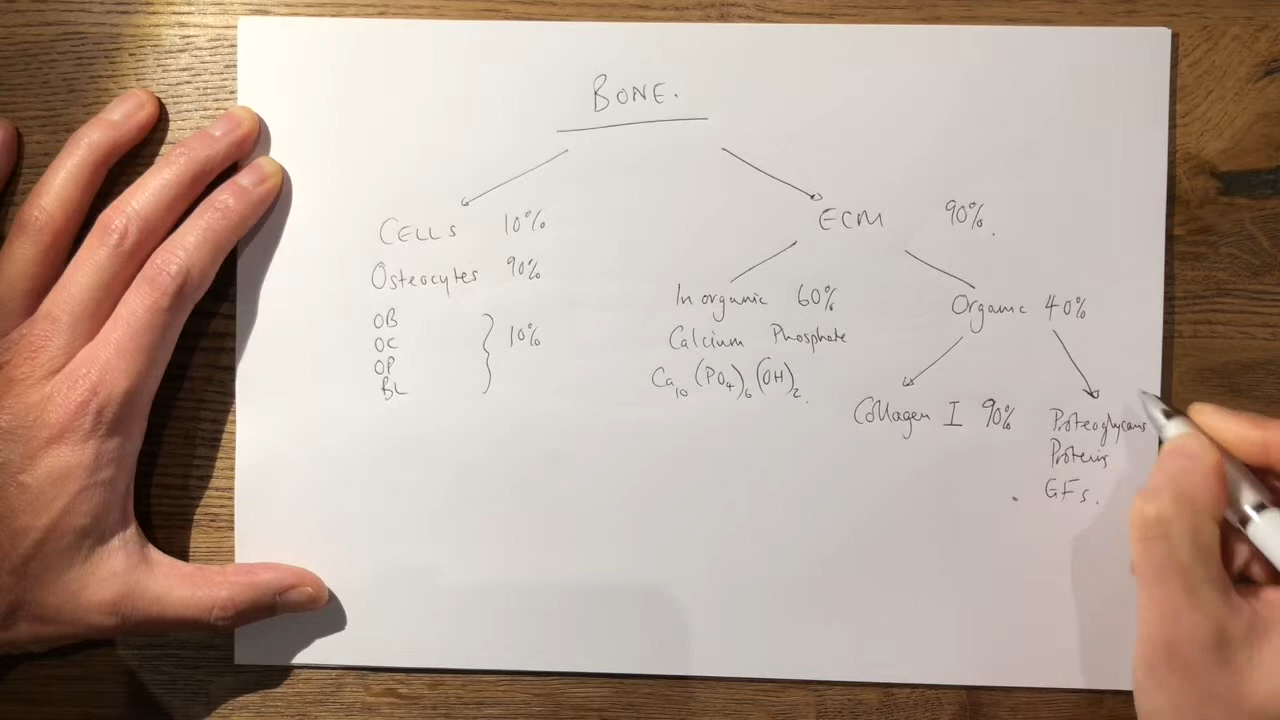 BONE.
CELLS 10%
Osteocytes 90%
OB
OC
OP
BL
10%
ECM 90%.
Inorganic 60%
Calcium Phosphate
Ca10(PO4)6(OH)2.
Organic 40%
Collagen I 90%
Proteoglycans
Proteins
GFs.